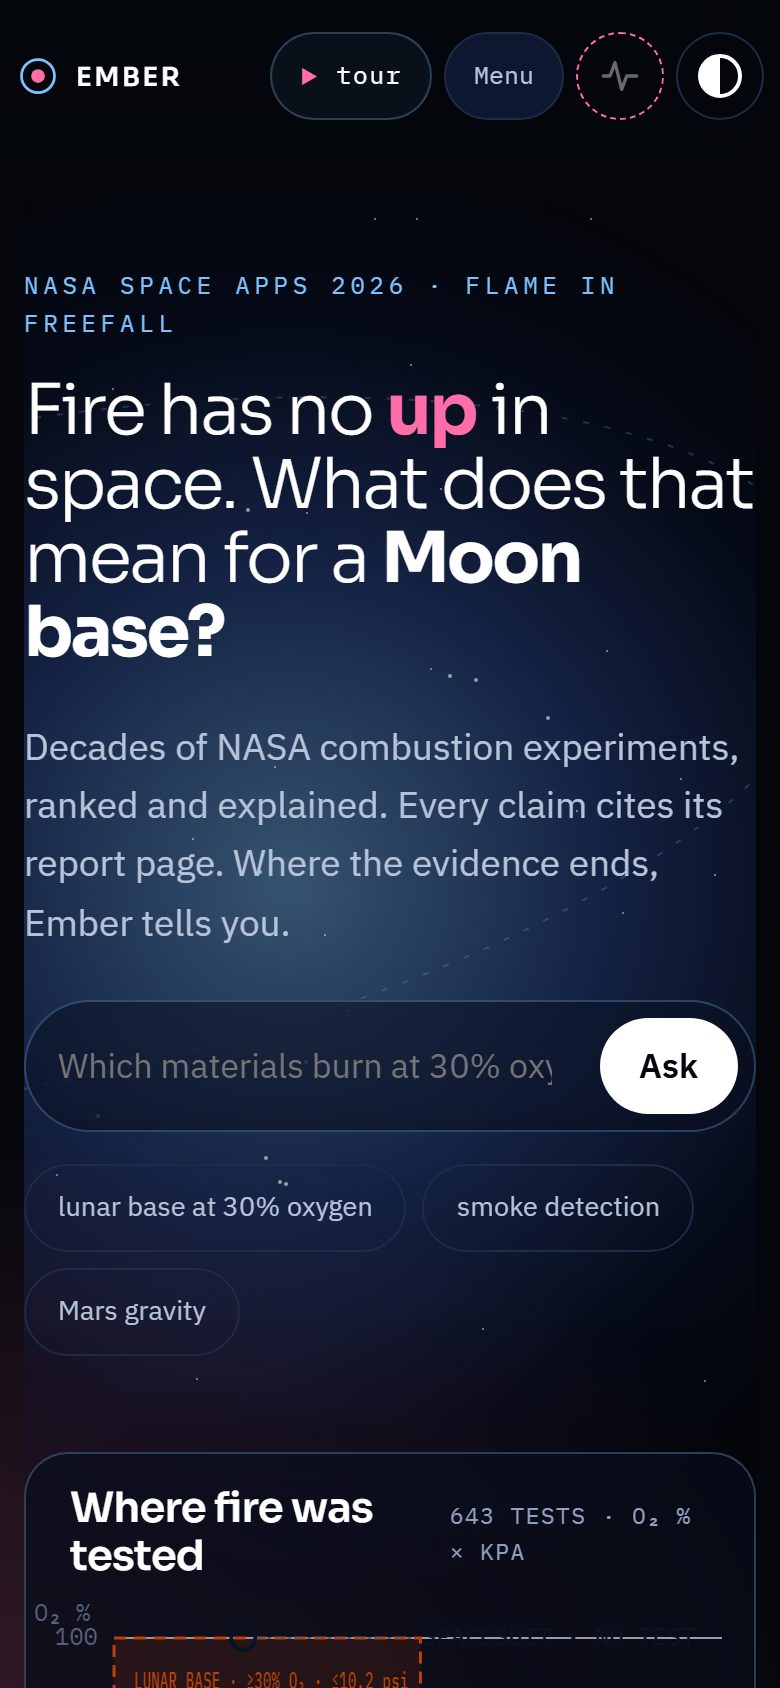 EMBER
▶ tour
Menu
NASA SPACE APPS 2026 · FLAME IN
FREEFALL
Fire has no up in
space. What does that
mean for a Moon
base?
Decades of NASA combustion experiments,
ranked and explained. Every claim cites its
report page. Where the evidence ends,
Ember tells you.
Which materials burn at 30% oxy
Ask
lunar base at 30% oxygen
smoke detection
Mars gravity
Where fire was
tested
643 TESTS · O₂ %
× KPA
O₂ %
100
SPACESUIT · NO TEST
LUNAR BASE · ≥30% O₂ · ≤10.2 psi